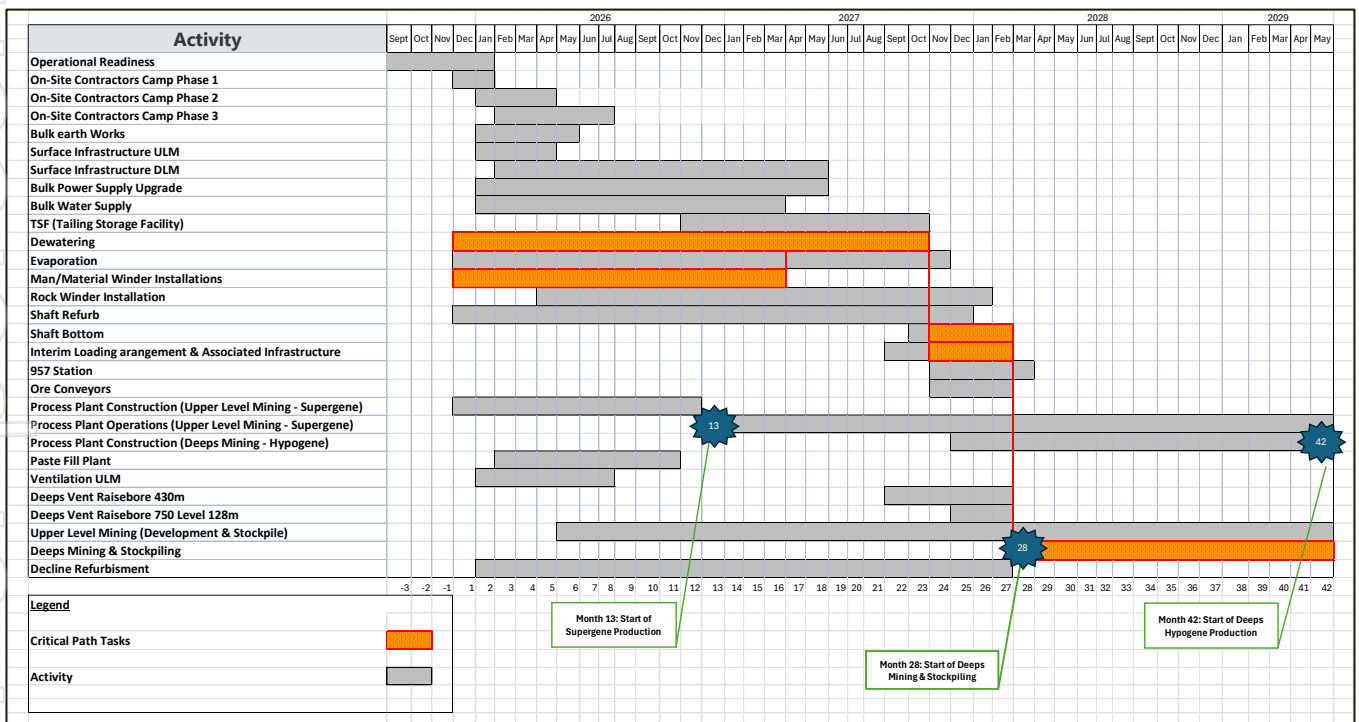 2026 2027 2028 2029
Activity Sept Oct Nov Dec Jan Feb Mar Apr May Jun Jul Aug Sept Oct Nov Dec Jan Feb Mar Apr May Jun Jul Aug Sept Oct Nov Dec Jan Feb Mar Apr May Jun Jul Aug Sept Oct Nov Dec Jan Feb Mar Apr May
Operational Readiness
On-Site Contractors Camp Phase 1
On-Site Contractors Camp Phase 2
On-Site Contractors Camp Phase 3
Bulk earth Works
Surface Infrastructure ULM
Surface Infrastructure DLM
Bulk Power Supply Upgrade
Bulk Water Supply
TSF (Tailing Storage Facility)
Dewatering
Evaporation
Man/Material Winder Installations
Rock Winder Installation
Shaft Refurb
Shaft Bottom
Interim Loading arangement & Associated Infrastructure
957 Station
Ore Conveyors
Process Plant Construction (Upper Level Mining - Supergene)
Process Plant Operations (Upper Level Mining - Supergene) 13
Process Plant Construction (Deeps Mining - Hypogene) 42
Paste Fill Plant
Ventilation ULM
Deeps Vent Raisebore 430m
Deeps Vent Raisebore 750 Level 128m
Upper Level Mining (Development & Stockpile)
Deeps Mining & Stockpiling 28
Decline Refurbisment
-3 -2 -1 1 2 3 4 5 6 7 8 9 10 11 12 13 14 15 16 17 18 19 20 21 22 23 24 25 26 27 28 29 30 31 32 33 34 35 36 37 38 39 40 41 42
Legend
Critical Path Tasks
Activity
Month 13: Start of
Supergene Production
Month 28: Start of Deeps
Mining & Stockpiling
Month 42: Start of Deeps
Hypogene Production